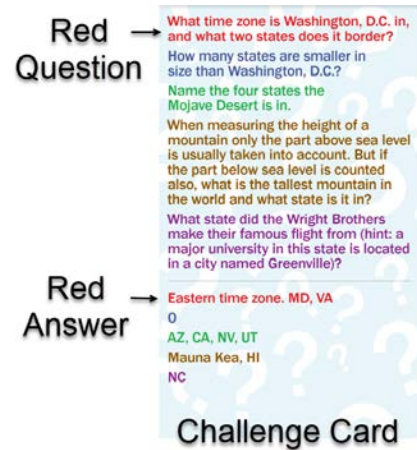 Red
Question
What time zone is Washington, D.C. in,
and what two states does it border?
How many states are smaller in
size than Washington, D.C.?
Name the four states the
Mojave Desert is in.
When measuring the height of a
mountain only the part above sea level
is usually taken into account. But if
the part below sea level is counted
also, what is the tallest mountain in
the world and what state is it in?
What state did the Wright Brothers
make their famous flight from (hint: a
major university in this state is located
in a city named Greenville)?
Red
Answer
Eastern time zone. MD, VA
0
AZ, CA, NV, UT
Mauna Kea, HI
NC
Challenge Card